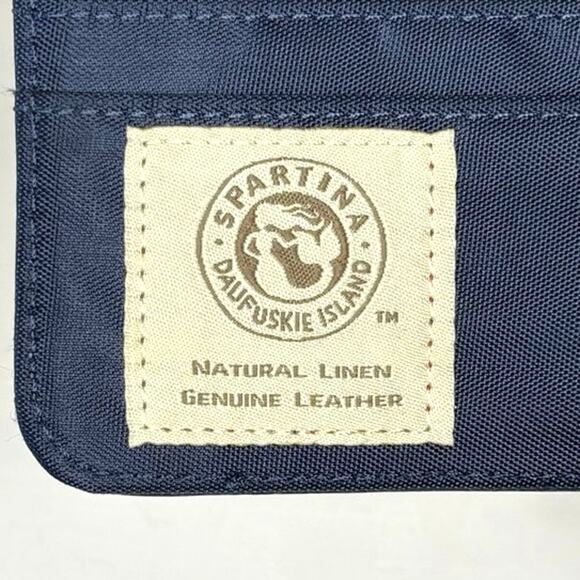 · SPARTINA ·
DAUFUSKIE ISLAND
TM
NATURAL LINEN
GENUINE LEATHER